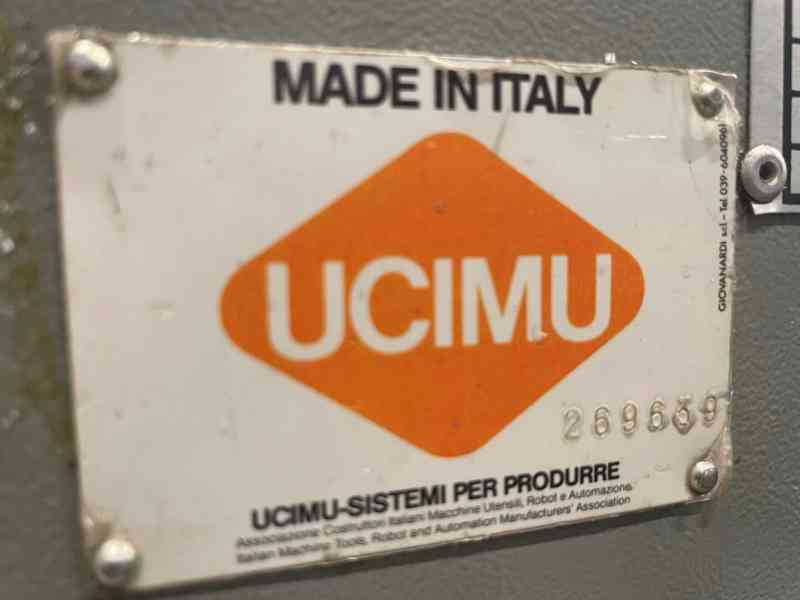 MADE IN ITALY
UCIMU
GIOVANARDI s.r.l. - Tel. 039-604096
UCIMU-SISTEMI PER PRODURRE
Associazione Costruttori Italiani Macchine Utensili, Robot e Automazione
Italian Machine Tools, Robot and Automation Manufacturers' Association